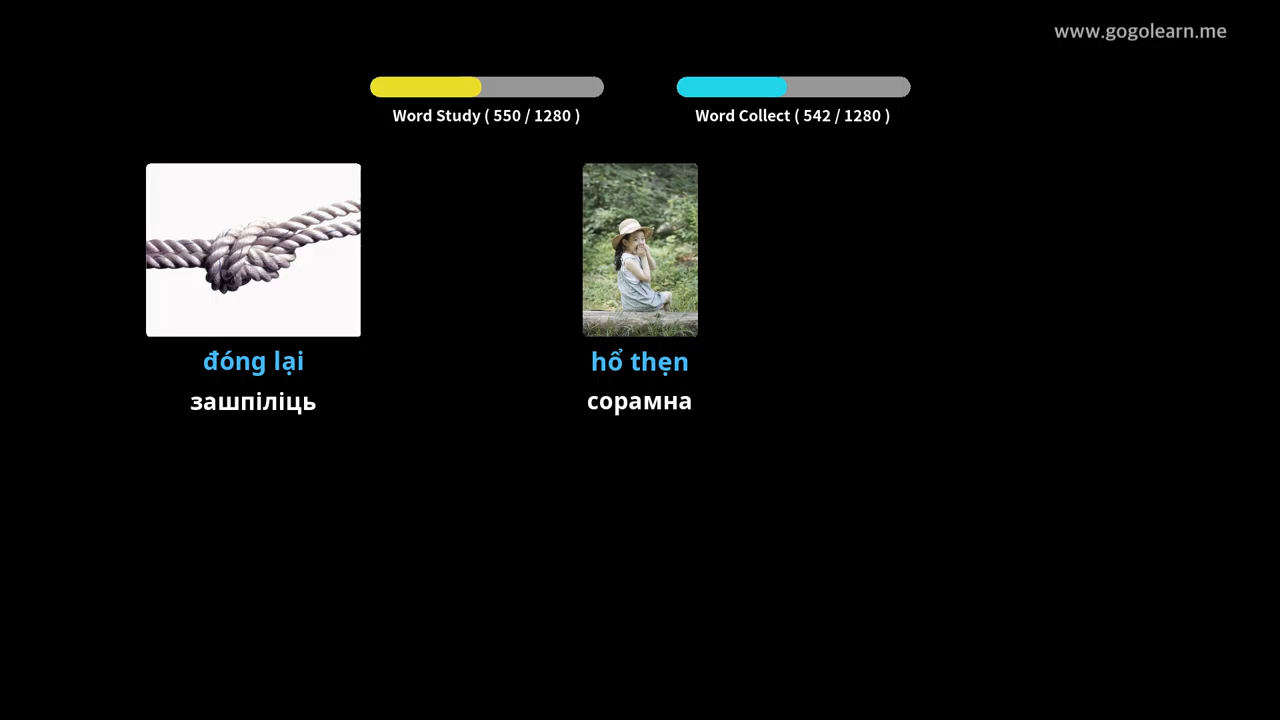 www.gogolearn.me
Word Study ( 550 / 1280 )
Word Collect ( 542 / 1280 )
đóng lại
зашпіліць
hổ thẹn
сорамна